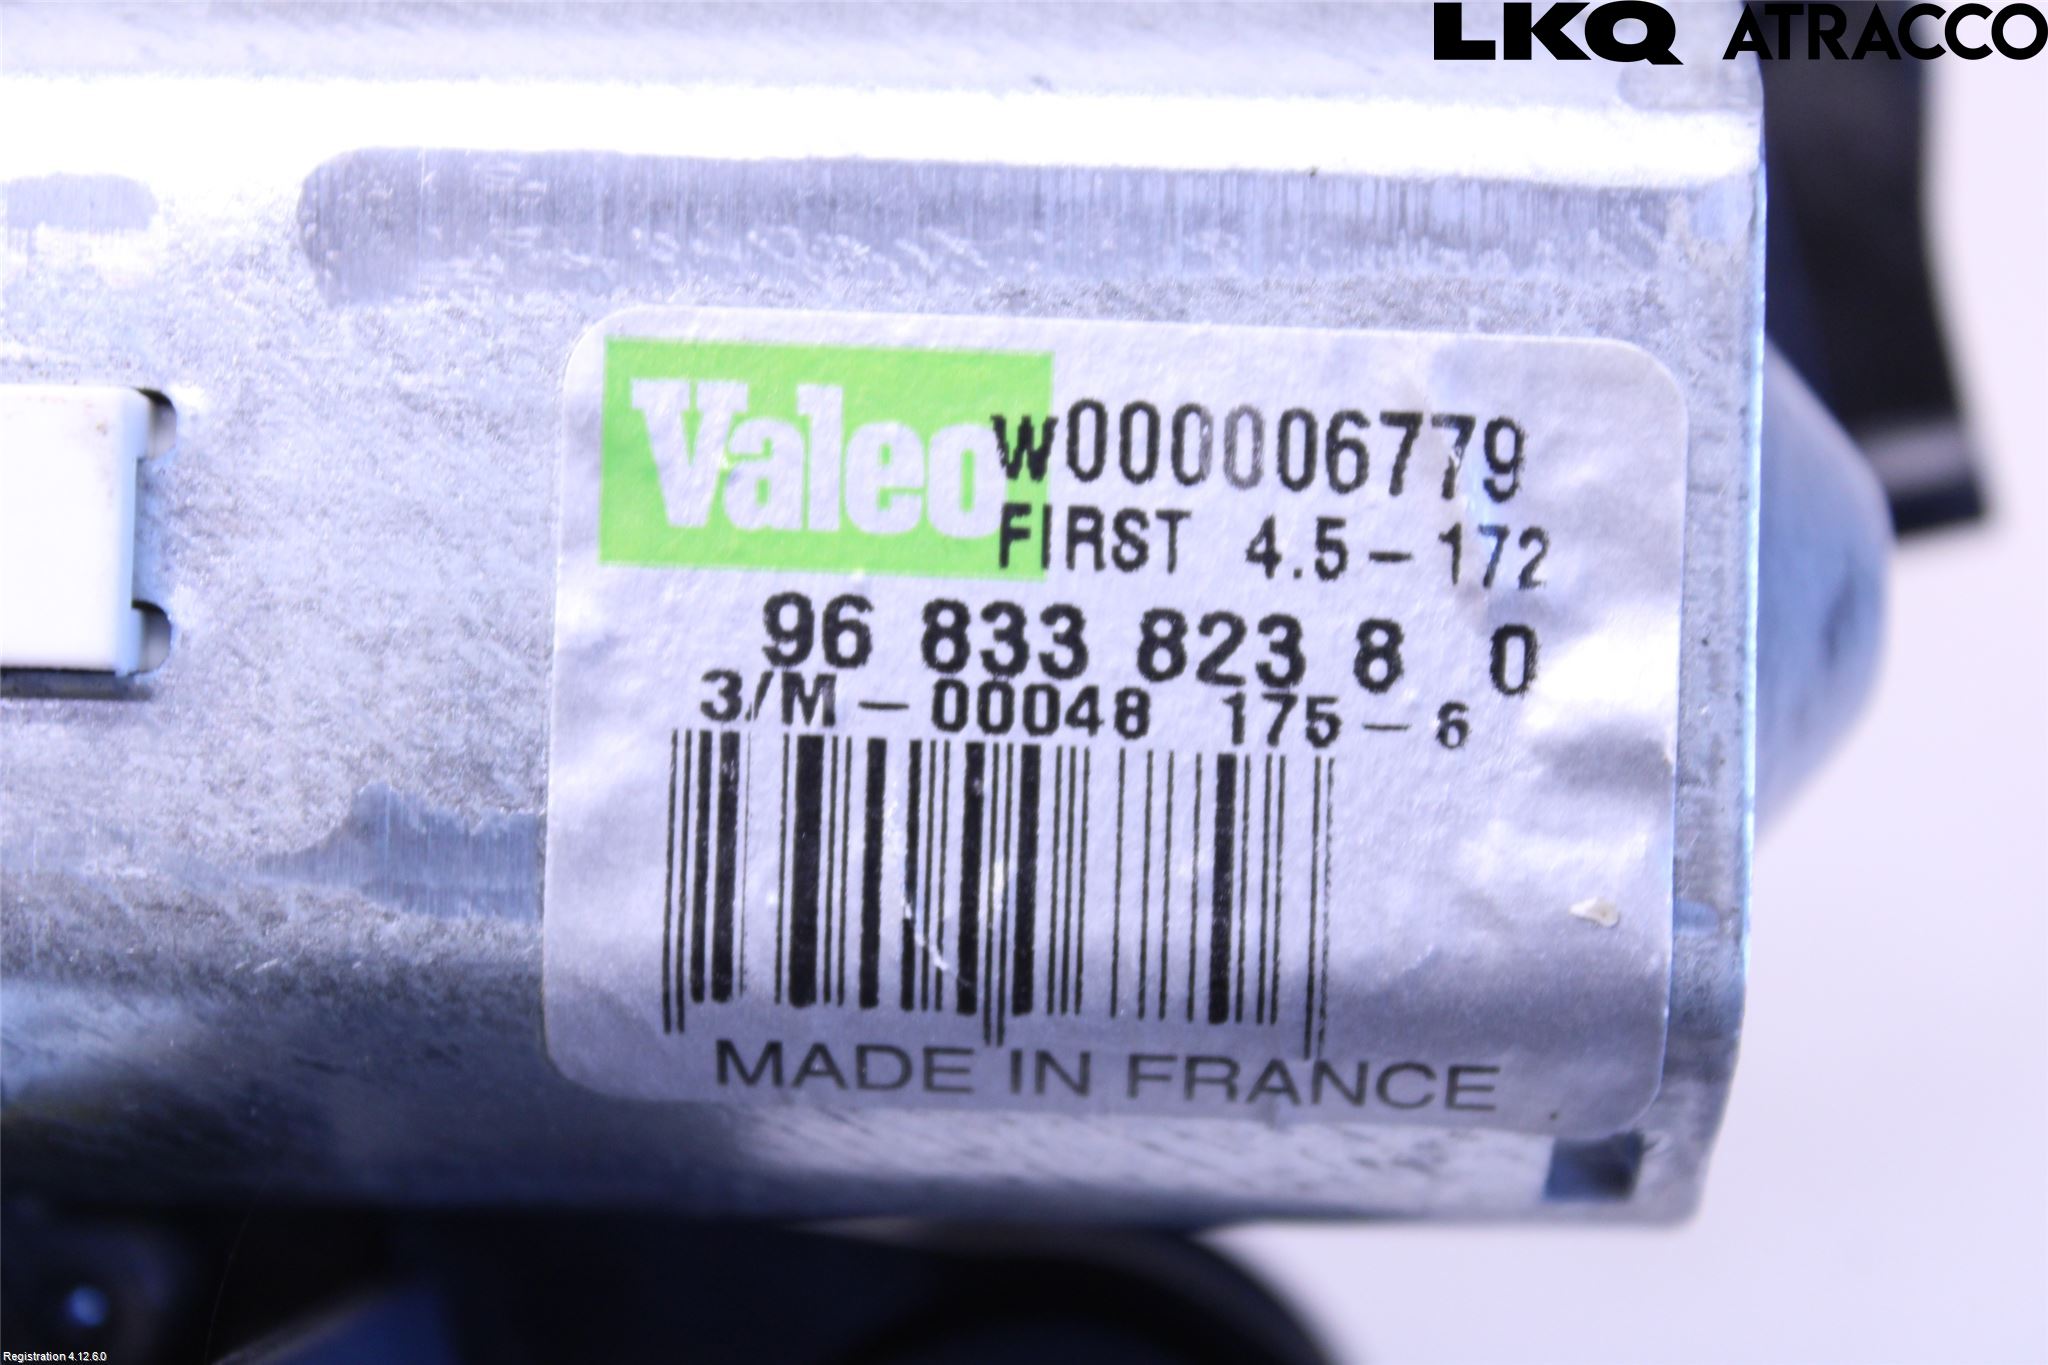 LKQ ATRACCO
Valeo
W000006779
FIRST 4.5-172
96 833 823 8 0
3/M-00048 175-6
MADE IN FRANCE
Registration 4.12.6.0